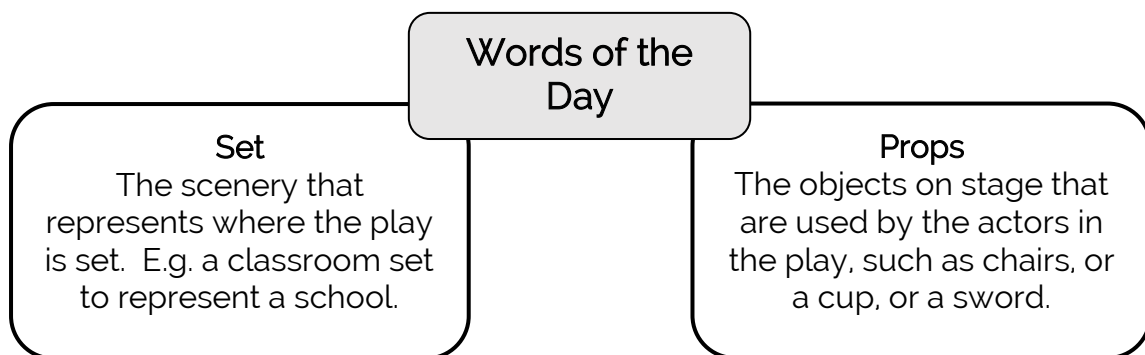 Words of the
Day
Set
The scenery that
represents where the play
is set.  E.g. a classroom set
to represent a school.
Props
The objects on stage that
are used by the actors in
the play, such as chairs, or
a cup, or a sword.